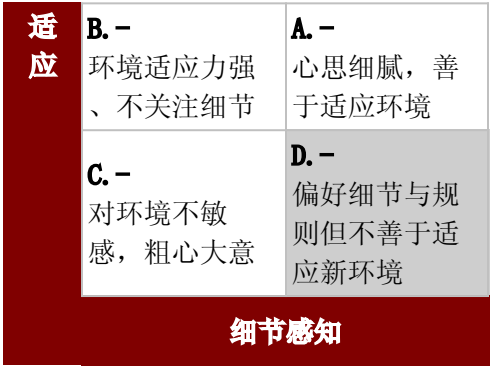 适
应
B.-
环境适应力强
、不关注细节
A.-
心思细腻，善
于适应环境
C.-
对环境不敏
感，粗心大意
D.-
偏好细节与规
则但不善于适
应新环境
细节感知